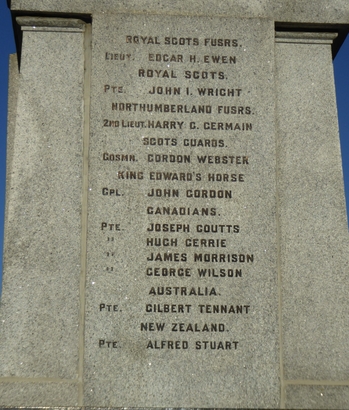 ROYAL SCOTS FUSRS.
LIEUT. EDGAR H. EWEN
ROYAL SCOTS.
PTE. JOHN I. WRIGHT
NORTHUMBERLAND FUSRS.
2ND LIEUT. HARRY G. GERMAIN
SCOTS GUARDS.
GDSMN. GORDON WEBSTER
KING EDWARD'S HORSE
CPL. JOHN GORDON
CANADIANS.
PTE. JOSEPH COUTTS
" HUGH GERRIE
" JAMES MORRISON
" GEORGE WILSON
AUSTRALIA.
PTE. GILBERT TENNANT
NEW ZEALAND.
PTE. ALFRED STUART